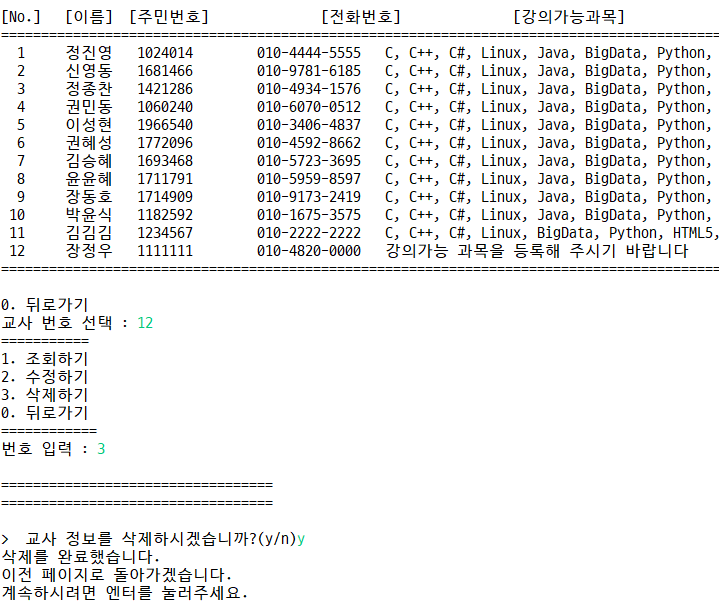 [No.] [이름] [주민번호] [전화번호] [강의가능과목]
==========================================================================================
1 정진영 1024014 010-4444-5555 C, C++, C#, Linux, Java, BigData, Python,
2 신영동 1681466 010-9781-6185 C, C++, C#, Linux, Java, BigData, Python,
3 정종찬 1421286 010-4934-1576 C, C++, C#, Linux, Java, BigData, Python,
4 권민동 1060240 010-6070-0512 C, C++, C#, Linux, Java, BigData, Python,
5 이성현 1966540 010-3406-4837 C, C++, C#, Linux, Java, BigData, Python,
6 권혜성 1772096 010-4592-8662 C, C++, C#, Linux, Java, BigData, Python,
7 김승혜 1693468 010-5723-3695 C, C++, C#, Linux, Java, BigData, Python,
8 윤윤혜 1711791 010-5959-8597 C, C++, C#, Linux, Java, BigData, Python,
9 장동호 1714909 010-9173-2419 C, C++, C#, Linux, Java, BigData, Python,
10 박윤식 1182592 010-1675-3575 C, C++, C#, Linux, Java, BigData, Python,
11 김김김 1234567 010-2222-2222 C, C++, C#, Linux, BigData, Python, HTML5,
12 장정우 1111111 010-4820-0000 강의가능 과목을 등록해 주시기 바랍니다
==========================================================================================
0. 뒤로가기
교사 번호 선택 : 12
===========
1. 조회하기
2. 수정하기
3. 삭제하기
0. 뒤로가기
============
번호 입력 : 3
==================================
==================================
> 교사 정보를 삭제하시겠습니까?(y/n)y
삭제를 완료했습니다.
이전 페이지로 돌아가겠습니다.
계속하시려면 엔터를 눌러주세요.